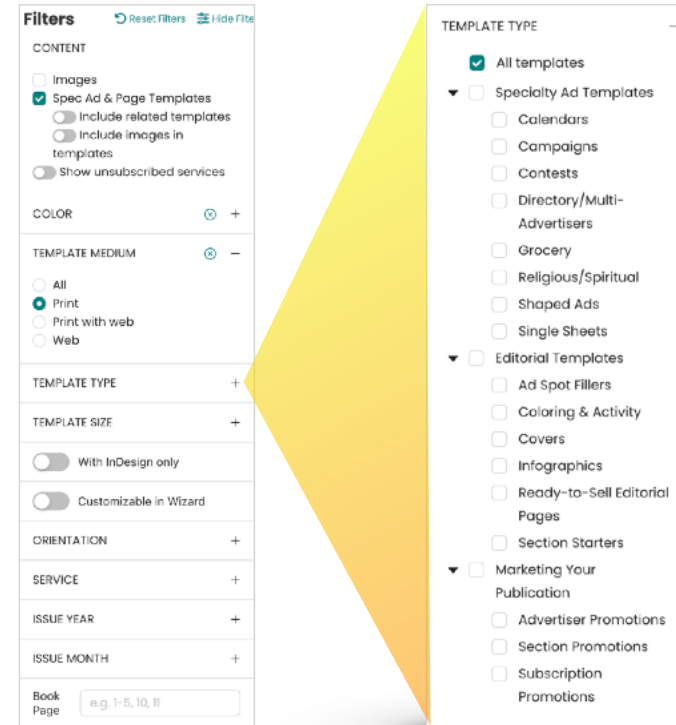 Filters
Reset Filters
Hide Filte
CONTENT
Images
Spec Ad & Page Templates
Include related templates
Include images in
templates
Show unsubscribed services
COLOR
TEMPLATE MEDIUM
All
Print
Print with web
Web
TEMPLATE TYPE
TEMPLATE SIZE
With InDesign only
Customizable in Wizard
ORIENTATION
SERVICE
ISSUE YEAR
ISSUE MONTH
Book
Page
e.g. 1-5, 10, 11
TEMPLATE TYPE
All templates
Specialty Ad Templates
Calendars
Campaigns
Contests
Directory/Multi-
Advertisers
Grocery
Religious/Spiritual
Shaped Ads
Single Sheets
Editorial Templates
Ad Spot Fillers
Coloring & Activity
Covers
Infographics
Ready-to-Sell Editorial
Pages
Section Starters
Marketing Your
Publication
Advertiser Promotions
Section Promotions
Subscription
Promotions